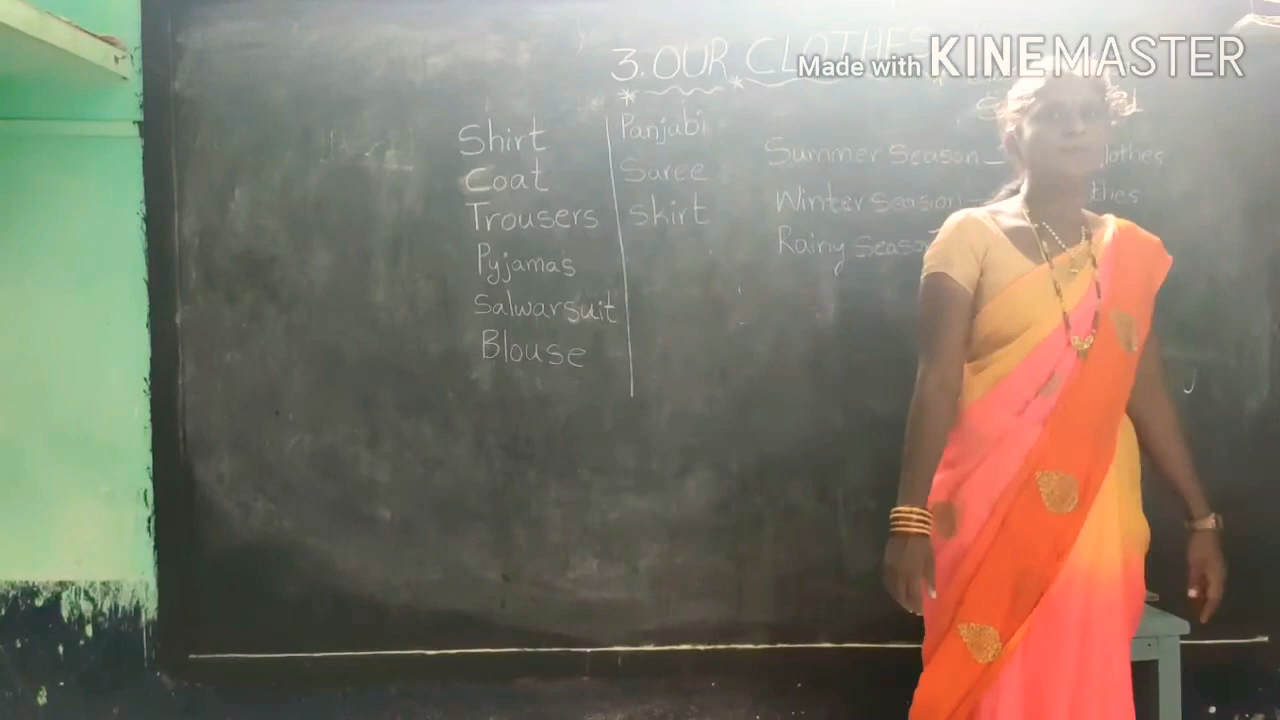 3. OUR CLOTHES
Made with KINEMASTER
Shirt
Coat
Trousers
Pyjamas
Salwarsuit
Blouse
Panjabi
Saree
Skirt
Summer Season - clothes
Winter Season -
Rainy Season